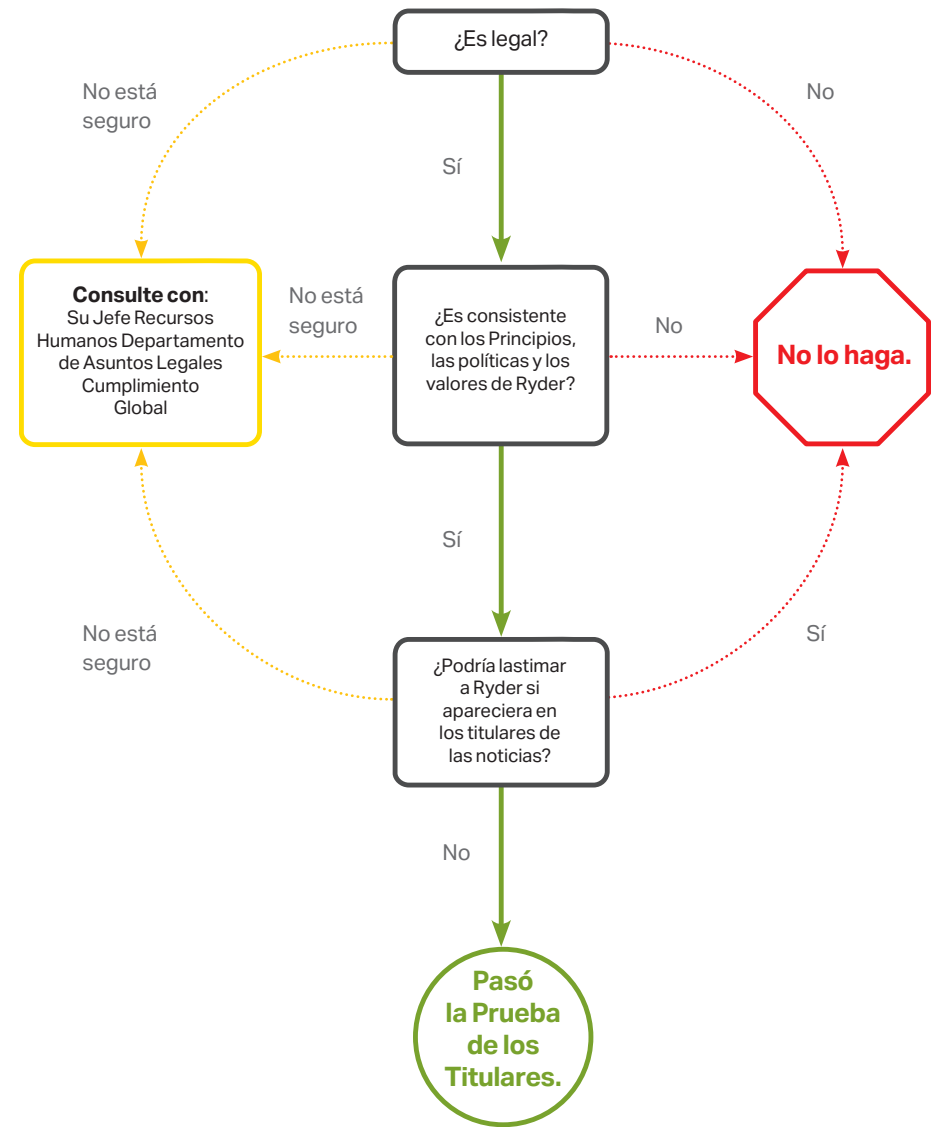 ¿Es legal?
No está
seguro
No
Sí
Consulte con:
Su Jefe Recursos
Humanos Departamento
de Asuntos Legales
Cumplimiento
Global
No está
seguro
¿Es consistente
con los Principios,
las políticas y los
valores de Ryder?
No
No lo haga.
Sí
No está
seguro
¿Podría lastimar
a Ryder si
apareciera en
los titulares de
las noticias?
Sí
No
Pasó
la Prueba
de los
Titulares.